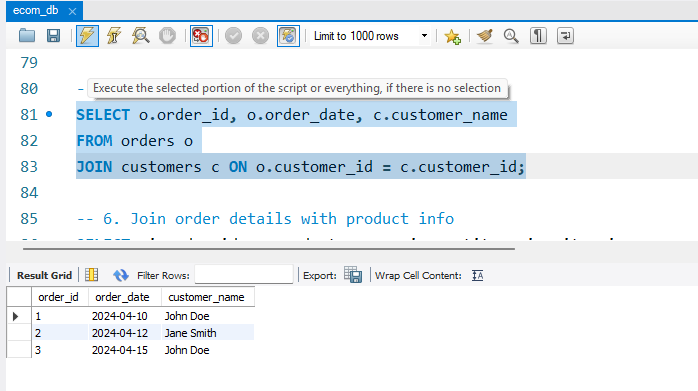 ecom_db
Limit to 1000 rows
79
80 -
Execute the selected portion of the script or everything, if there is no selection
81 SELECT o.order_id, o.order_date, c.customer_name
82 FROM orders o
83 JOIN customers c ON o.customer_id = c.customer_id;
84
85 -- 6. Join order details with product info
Result Grid Filter Rows: Export: Wrap Cell Content:
order_id order_date customer_name
1 2024-04-10 John Doe
2 2024-04-12 Jane Smith
3 2024-04-15 John Doe